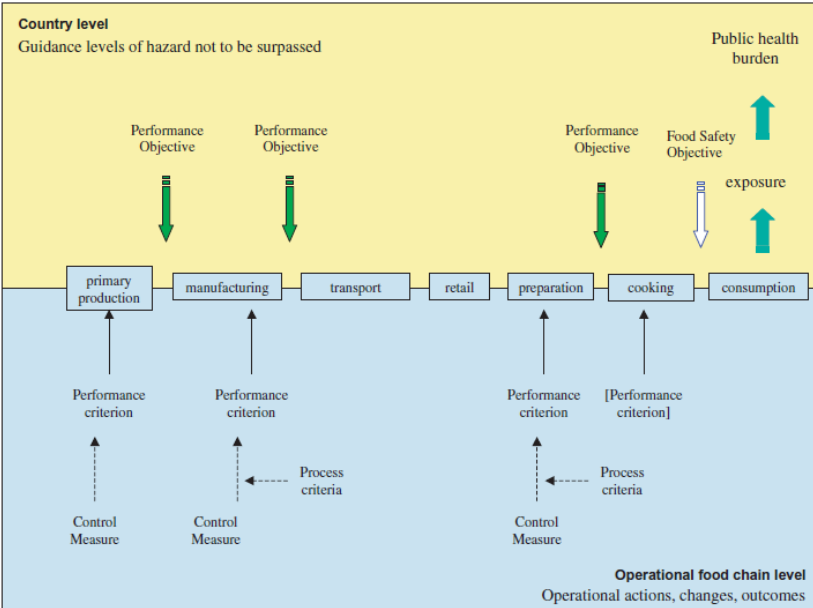 Country level
Guidance levels of hazard not to be surpassed
Public health
burden
Performance
Objective
Performance
Objective
Performance
Objective
Food Safety
Objective
exposure
primary
production
manufacturing
transport
retail
preparation
cooking
consumption
Performance
criterion
Performance
criterion
Performance
criterion
[Performance
criterion]
Process
criteria
Process
criteria
Control
Measure
Control
Measure
Control
Measure
Operational food chain level
Operational actions, changes, outcomes